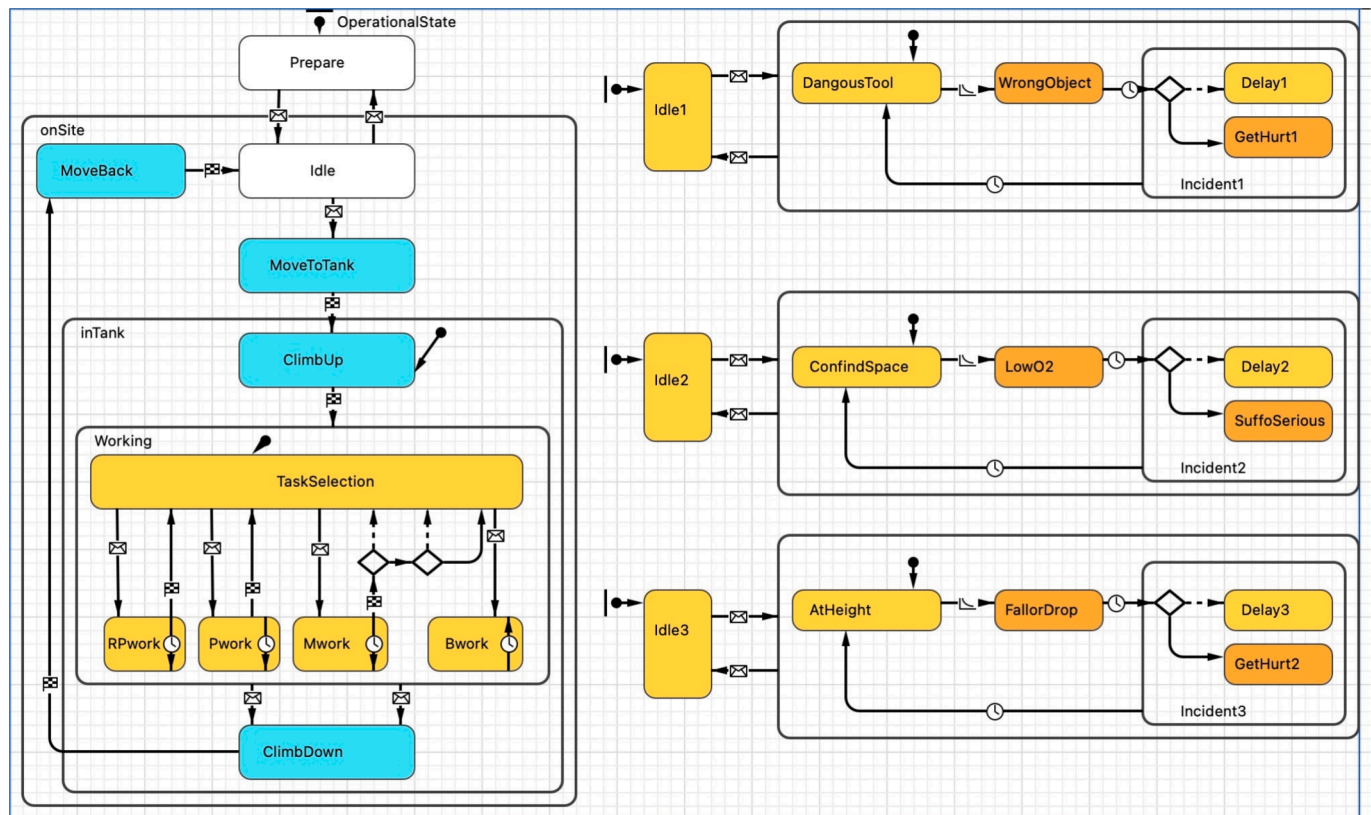 OperationalState
Prepare
onSite
MoveBack
Idle
MoveToTank
inTank
ClimbUp
Working
TaskSelection
RPwork
Pwork
Mwork
Bwork
ClimbDown
Idle1
DangousTool
WrongObject
Delay1
GetHurt1
Incident1
Idle2
ConfindSpace
LowO2
Delay2
SuffoSerious
Incident2
Idle3
AtHeight
FallorDrop
Delay3
GetHurt2
Incident3